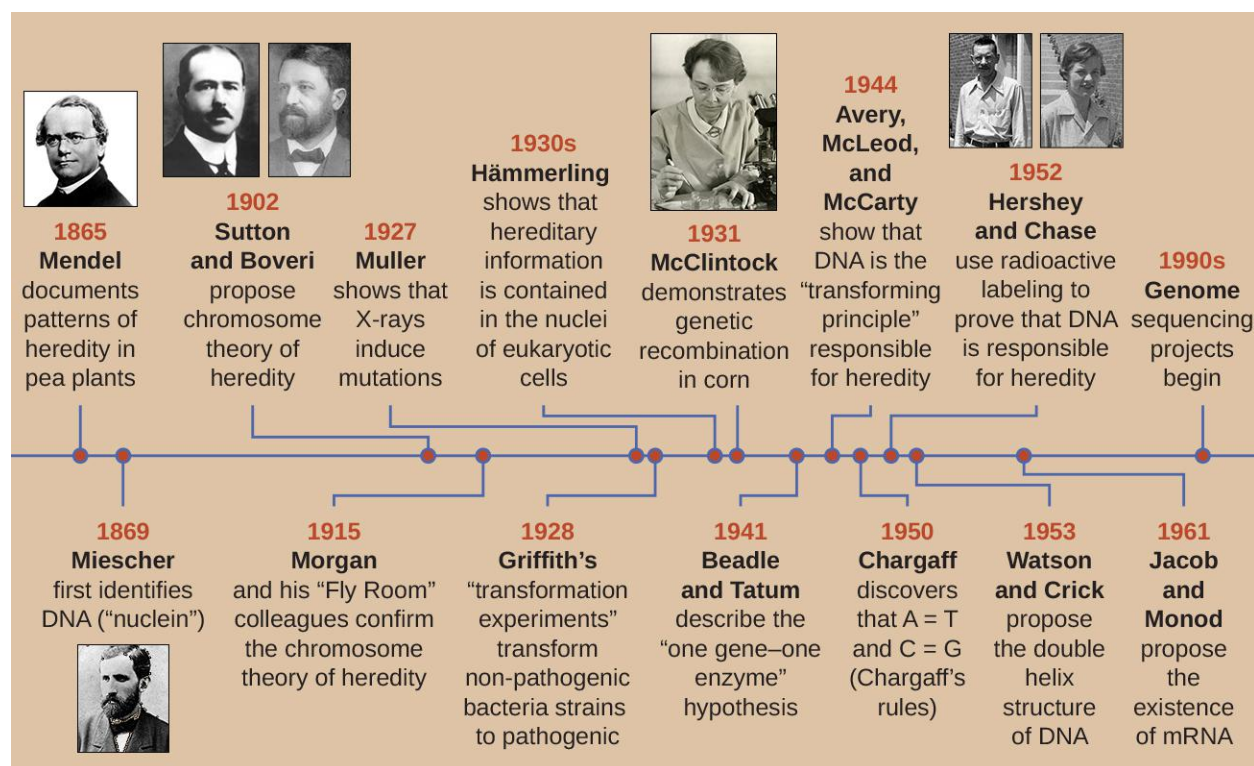 1865
Mendel
documents
patterns of
heredity in
pea plants
1902
Sutton
and Boveri
propose
chromosome
theory of
heredity
1927
Muller
shows that
X-rays
induce
mutations
1930s
Hämmerling
shows that
hereditary
information
is contained
in the nuclei
of eukaryotic
cells
1931
McClintock
demonstrates
genetic
recombination
in corn
1944
Avery,
McLeod,
and
McCarty
show that
DNA is the
“transforming
principle”
responsible
for heredity
1952
Hershey
and Chase
use radioactive
labeling to
prove that DNA
is responsible
for heredity
1990s
Genome
sequencing
projects
begin
1869
Miescher
first identifies
DNA (“nuclein”)
1915
Morgan
and his “Fly Room”
colleagues confirm
the chromosome
theory of heredity
1928
Griffith’s
“transformation
experiments”
transform
non-pathogenic
bacteria strains
to pathogenic
1941
Beadle
and Tatum
describe the
“one gene–one
enzyme”
hypothesis
1950
Chargaff
discovers
that A = T
and C = G
(Chargaff’s
rules)
1953
Watson
and Crick
propose
the double
helix
structure
of DNA
1961
Jacob
and
Monod
propose
the
existence
of mRNA